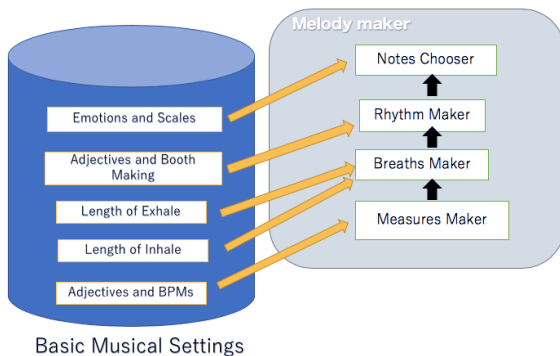 Melody maker
Notes Chooser
Emotions and Scales
Rhythm Maker
Adjectives and Booth
Making
Breaths Maker
Length of Exhale
Measures Maker
Length of Inhale
Adjectives and BPMs
Basic Musical Settings